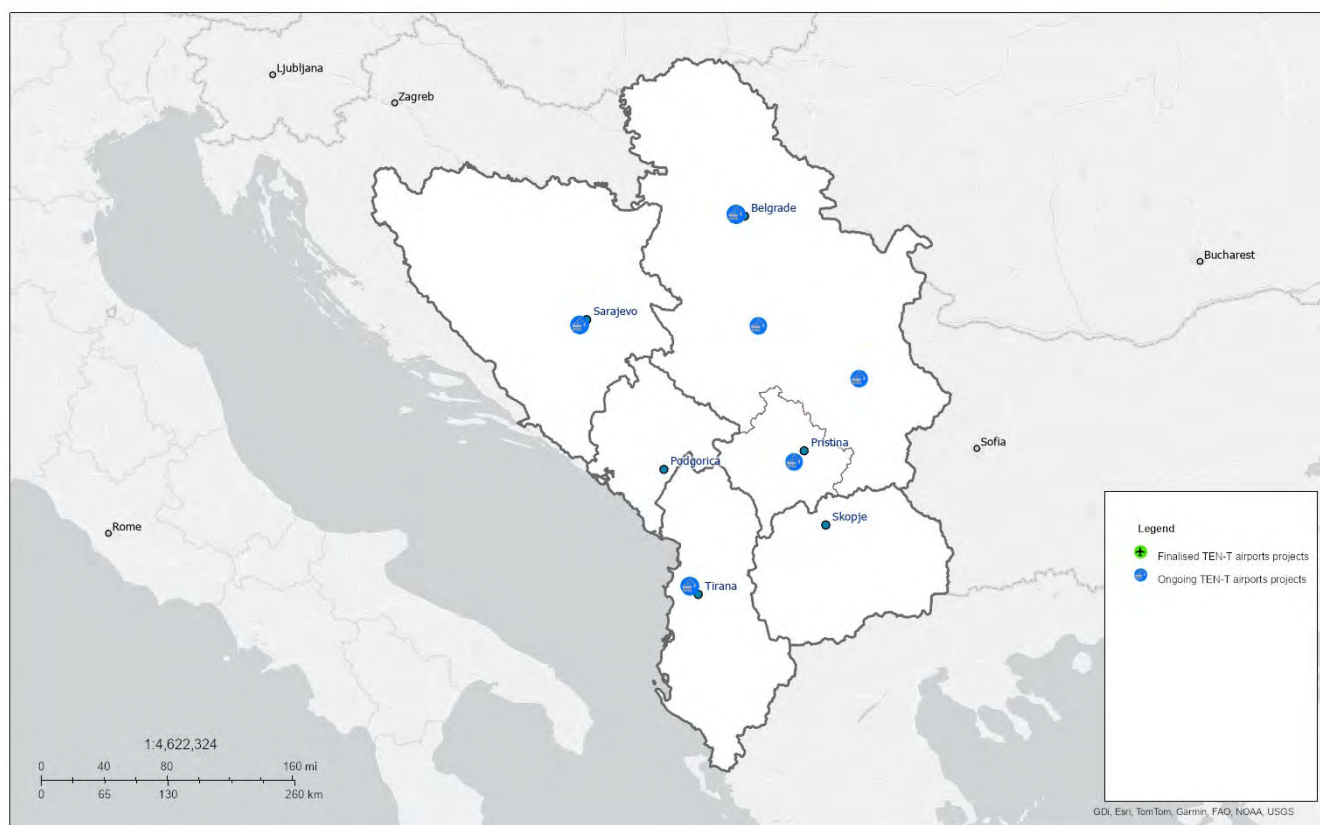 Ljubljana
Zagreb
Belgrade
Bucharest
Sarajevo
Sofia
Pristina
Podgorica
Skopje
Rome
Tirana
Legend
Finalised TEN-T airports projects
Ongoing TEN-T airports projects
1:4,622,324
0 40 80 160 mi
0 65 130 260 km
GDi, Esri, TomTom, Garmin, FAO, NOAA, USGS